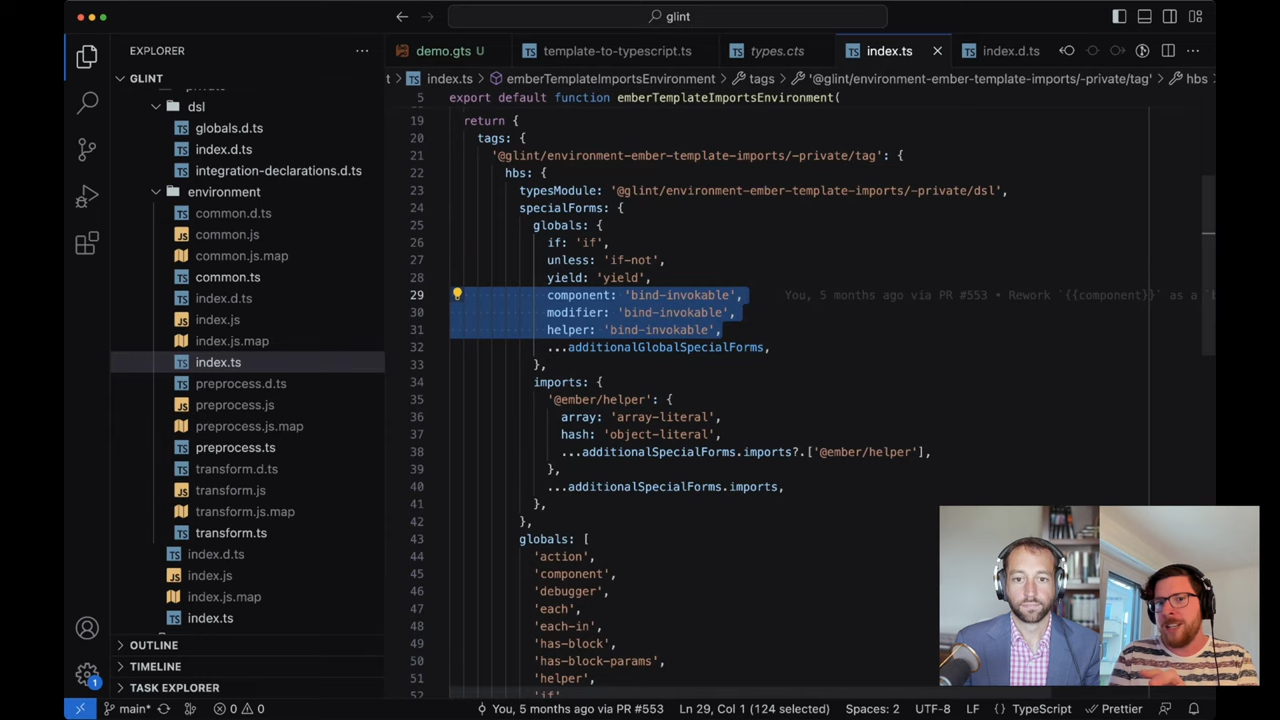 glint
EXPLORER
GLINT
dsl
globals.d.ts
index.d.ts
integration-declarations.d.ts
environment
common.d.ts
common.js
common.js.map
common.ts
index.d.ts
index.js
index.js.map
index.ts
preprocess.d.ts
preprocess.js
preprocess.js.map
preprocess.ts
transform.d.ts
transform.js
transform.js.map
transform.ts
index.d.ts
index.js
index.js.map
index.ts
OUTLINE
TIMELINE
TASK EXPLORER
demo.gts U
template-to-typescript.ts
types.cts
index.ts
index.d.ts
t > index.ts > emberTemplateImportsEnvironment > tags > '@glint/environment-ember-template-imports/-private/tag' > hbs >
5 export default function emberTemplateImportsEnvironment(
19 return {
20 tags: {
21 '@glint/environment-ember-template-imports/-private/tag': {
22 hbs: {
23 typesModule: '@glint/environment-ember-template-imports/-private/dsl',
24 specialForms: {
25 globals: {
26 if: 'if',
27 unless: 'if-not',
28 yield: 'yield',
29 component: 'bind-invokable', You, 5 months ago via PR #553 • Rework `{{component}}` as a `b
30 modifier: 'bind-invokable',
31 helper: 'bind-invokable',
32 ...additionalGlobalSpecialForms,
33 },
34 imports: {
35 '@ember/helper': {
36 array: 'array-literal',
37 hash: 'object-literal',
38 ...additionalSpecialForms.imports?.['@ember/helper'],
39 },
40 ...additionalSpecialForms.imports,
41 },
42 },
43 globals: [
44 'action',
45 'component',
46 'debugger',
47 'each',
48 'each-in',
49 'has-block',
50 'has-block-params',
51 'helper',
52 'if'
1
main* 0 0 You, 5 months ago via PR #553 Ln 29, Col 1 (124 selected) Spaces: 2 UTF-8 LF TypeScript Prettier